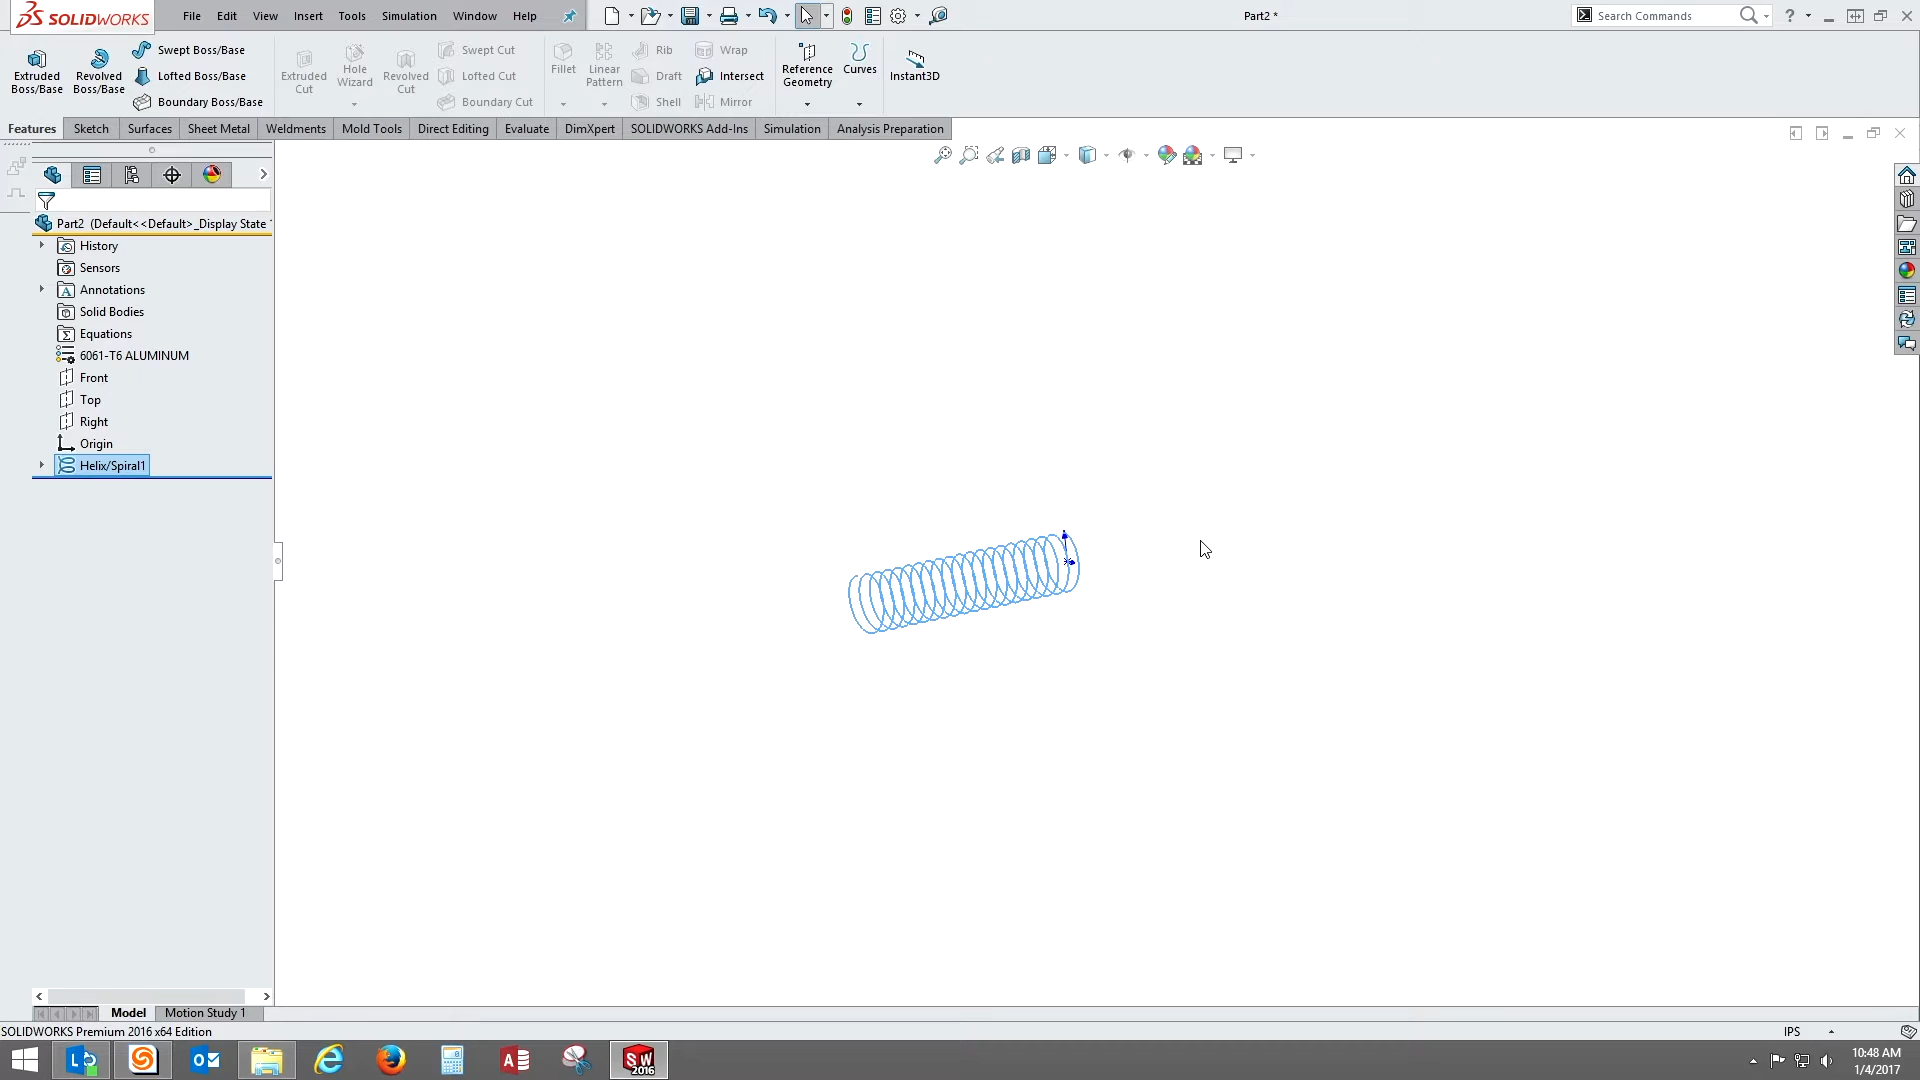 SOLIDWORKS File Edit View Insert Tools Simulation Window Help Part2 * Search Commands ?
Extruded Boss/Base
Revolved Boss/Base
Swept Boss/Base
Lofted Boss/Base
Boundary Boss/Base
Extruded Cut
Hole Wizard
Revolved Cut
Swept Cut
Lofted Cut
Boundary Cut
Fillet
Linear Pattern
Rib
Draft
Shell
Wrap
Intersect
Mirror
Reference Geometry
Curves
Instant3D
Features Sketch Surfaces Sheet Metal Weldments Mold Tools Direct Editing Evaluate DimXpert SOLIDWORKS Add-Ins Simulation Analysis Preparation
Part2 (Default<<Default>_Display State
History
Sensors
Annotations
Solid Bodies
Equations
6061-T6 ALUMINUM
Front
Top
Right
Origin
Helix/Spiral1
Model Motion Study 1
SOLIDWORKS Premium 2016 x64 Edition IPS
SW 2016
10:48 AM
1/4/2017